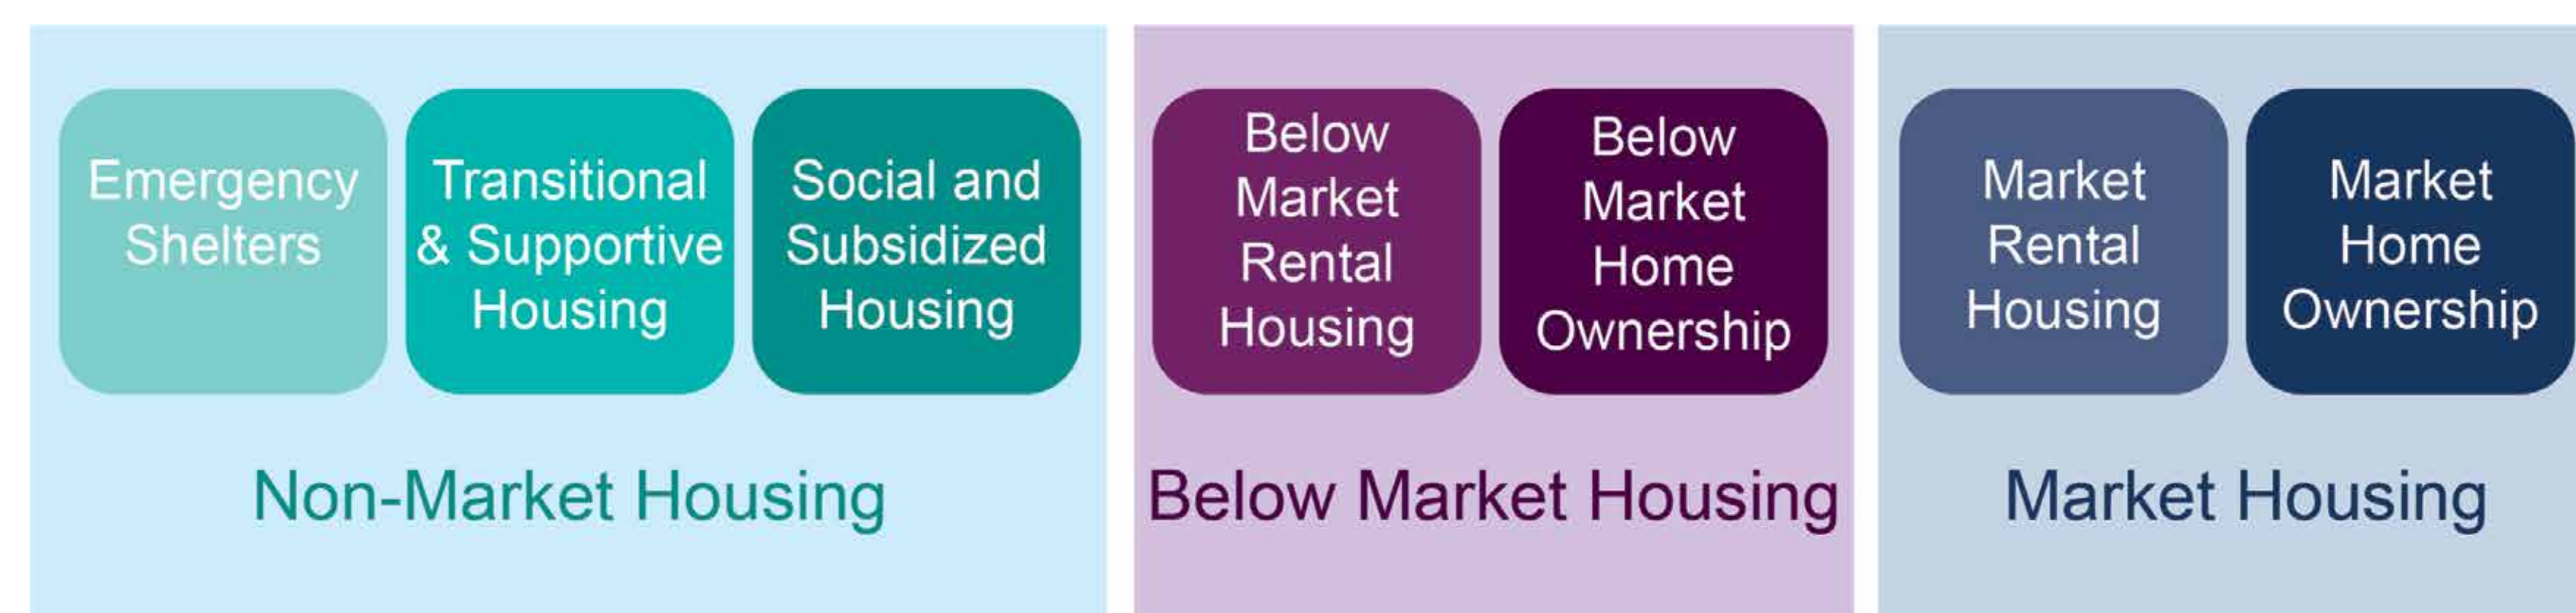 Emergency
Shelters
Transitional
& Supportive
Housing
Social and
Subsidized
Housing
Non-Market Housing
Below
Market
Rental
Housing
Below
Market
Home
Ownership
Below Market Housing
Market
Rental
Housing
Market
Home
Ownership
Market Housing